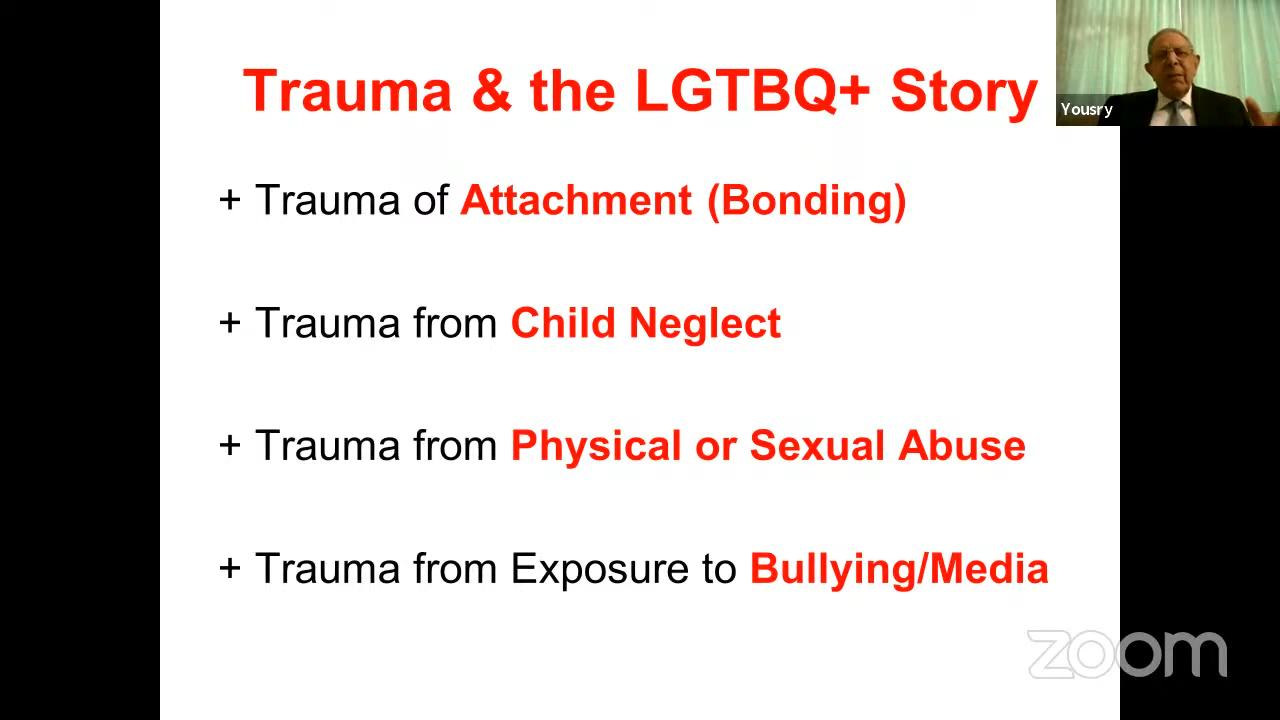 Trauma & the LGTBQ+ Story
Yousry
+ Trauma of Attachment (Bonding)
+ Trauma from Child Neglect
+ Trauma from Physical or Sexual Abuse
+ Trauma from Exposure to Bullying/Media
zoom